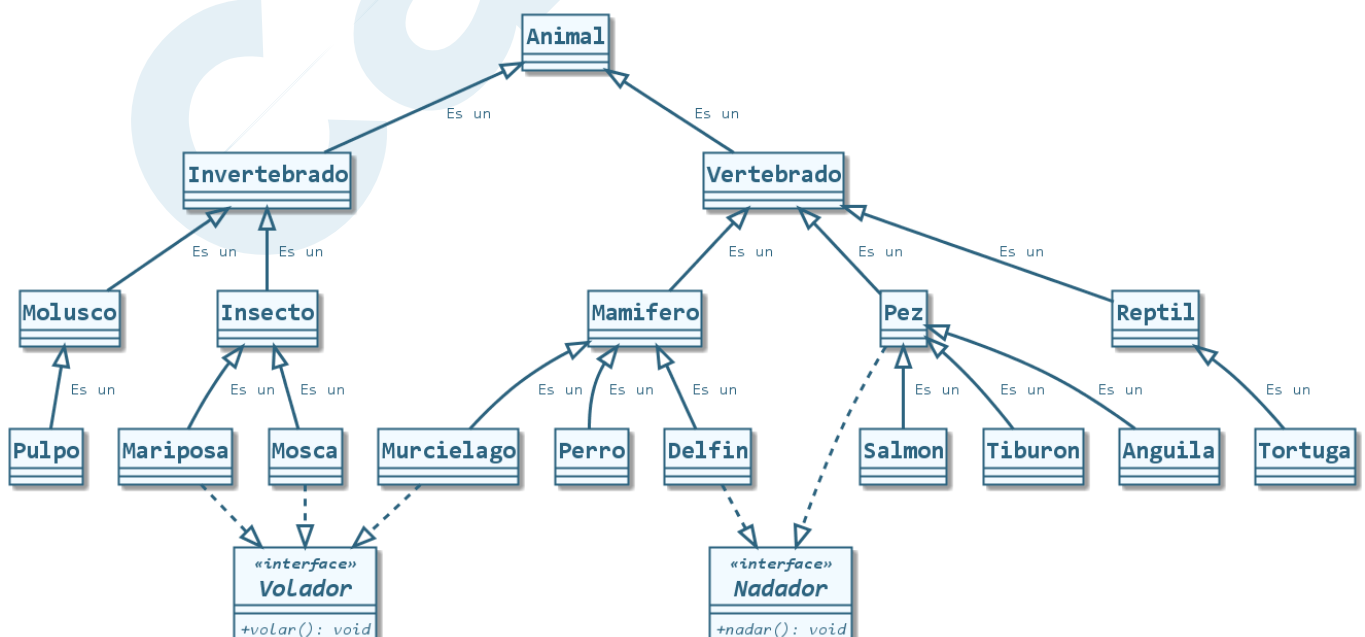 Animal
Es un
Es un
Invertebrado
Vertebrado
Es un
Es un
Es un
Es un
Es un
Molusco
Insecto
Mamifero
Pez
Reptil
Es un
Es un
Es un
Es un
Es un
Es un
Es un
Es un
Es un
Es un
Pulpo
Mariposa
Mosca
Murcielago
Perro
Delfin
Salmon
Tiburon
Anguila
Tortuga
«interface»
Volador
+volar(): void
«interface»
Nadador
+nadar(): void